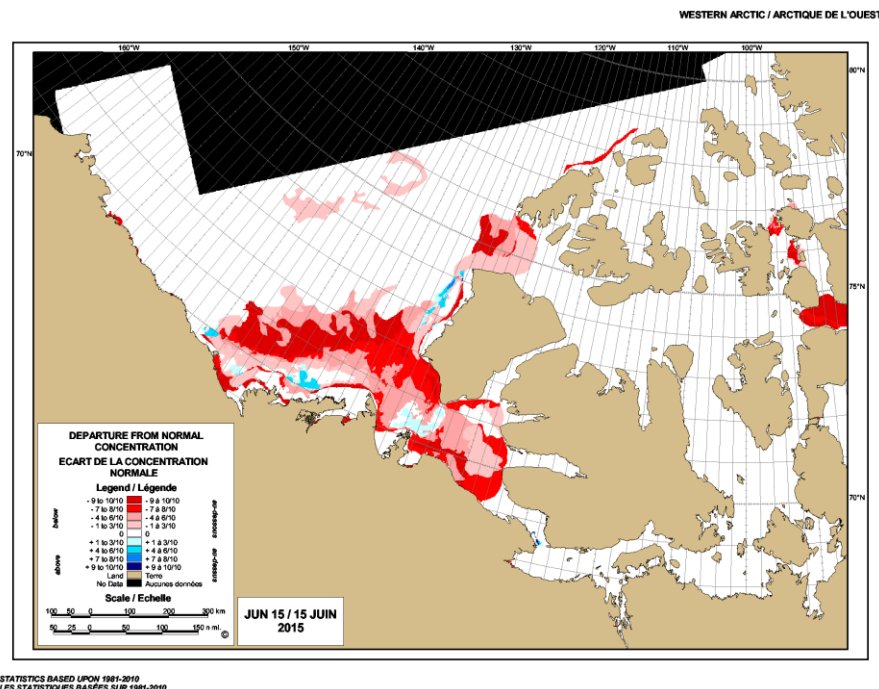 WESTERN ARCTIC / ARCTIQUE DE L'OUEST
160°W 150°W 140°W 130°W 120°W 110°W 100°W
80°N
70°N
75°N
70°N
DEPARTURE FROM NORMAL
CONCENTRATION
ECART DE LA CONCENTRATION
NORMALE
Legend / Légende
below
au-dessous
- 9 to 10/10 - 9 à 10/10
- 7 to 8/10 - 7 à 8/10
- 4 to 6/10 - 4 à 6/10
- 1 to 3/10 - 1 à 3/10
0 0
above
au-dessus
+ 1 to 3/10 + 1 à 3/10
+ 4 to 6/10 + 4 à 6/10
+ 7 to 8/10 + 7 à 8/10
+ 9 to 10/10 + 9 à 10/10
Land Terre
No Data Aucunes données
Scale / Echelle
100 50 0 100 200 300 km
50 25 0 50 100 150 n mi. ©
JUN 15 / 15 JUIN
2015
STATISTICS BASED UPON 1981-2010
LES STATISTIQUES BASÉES SUR 1981-2010